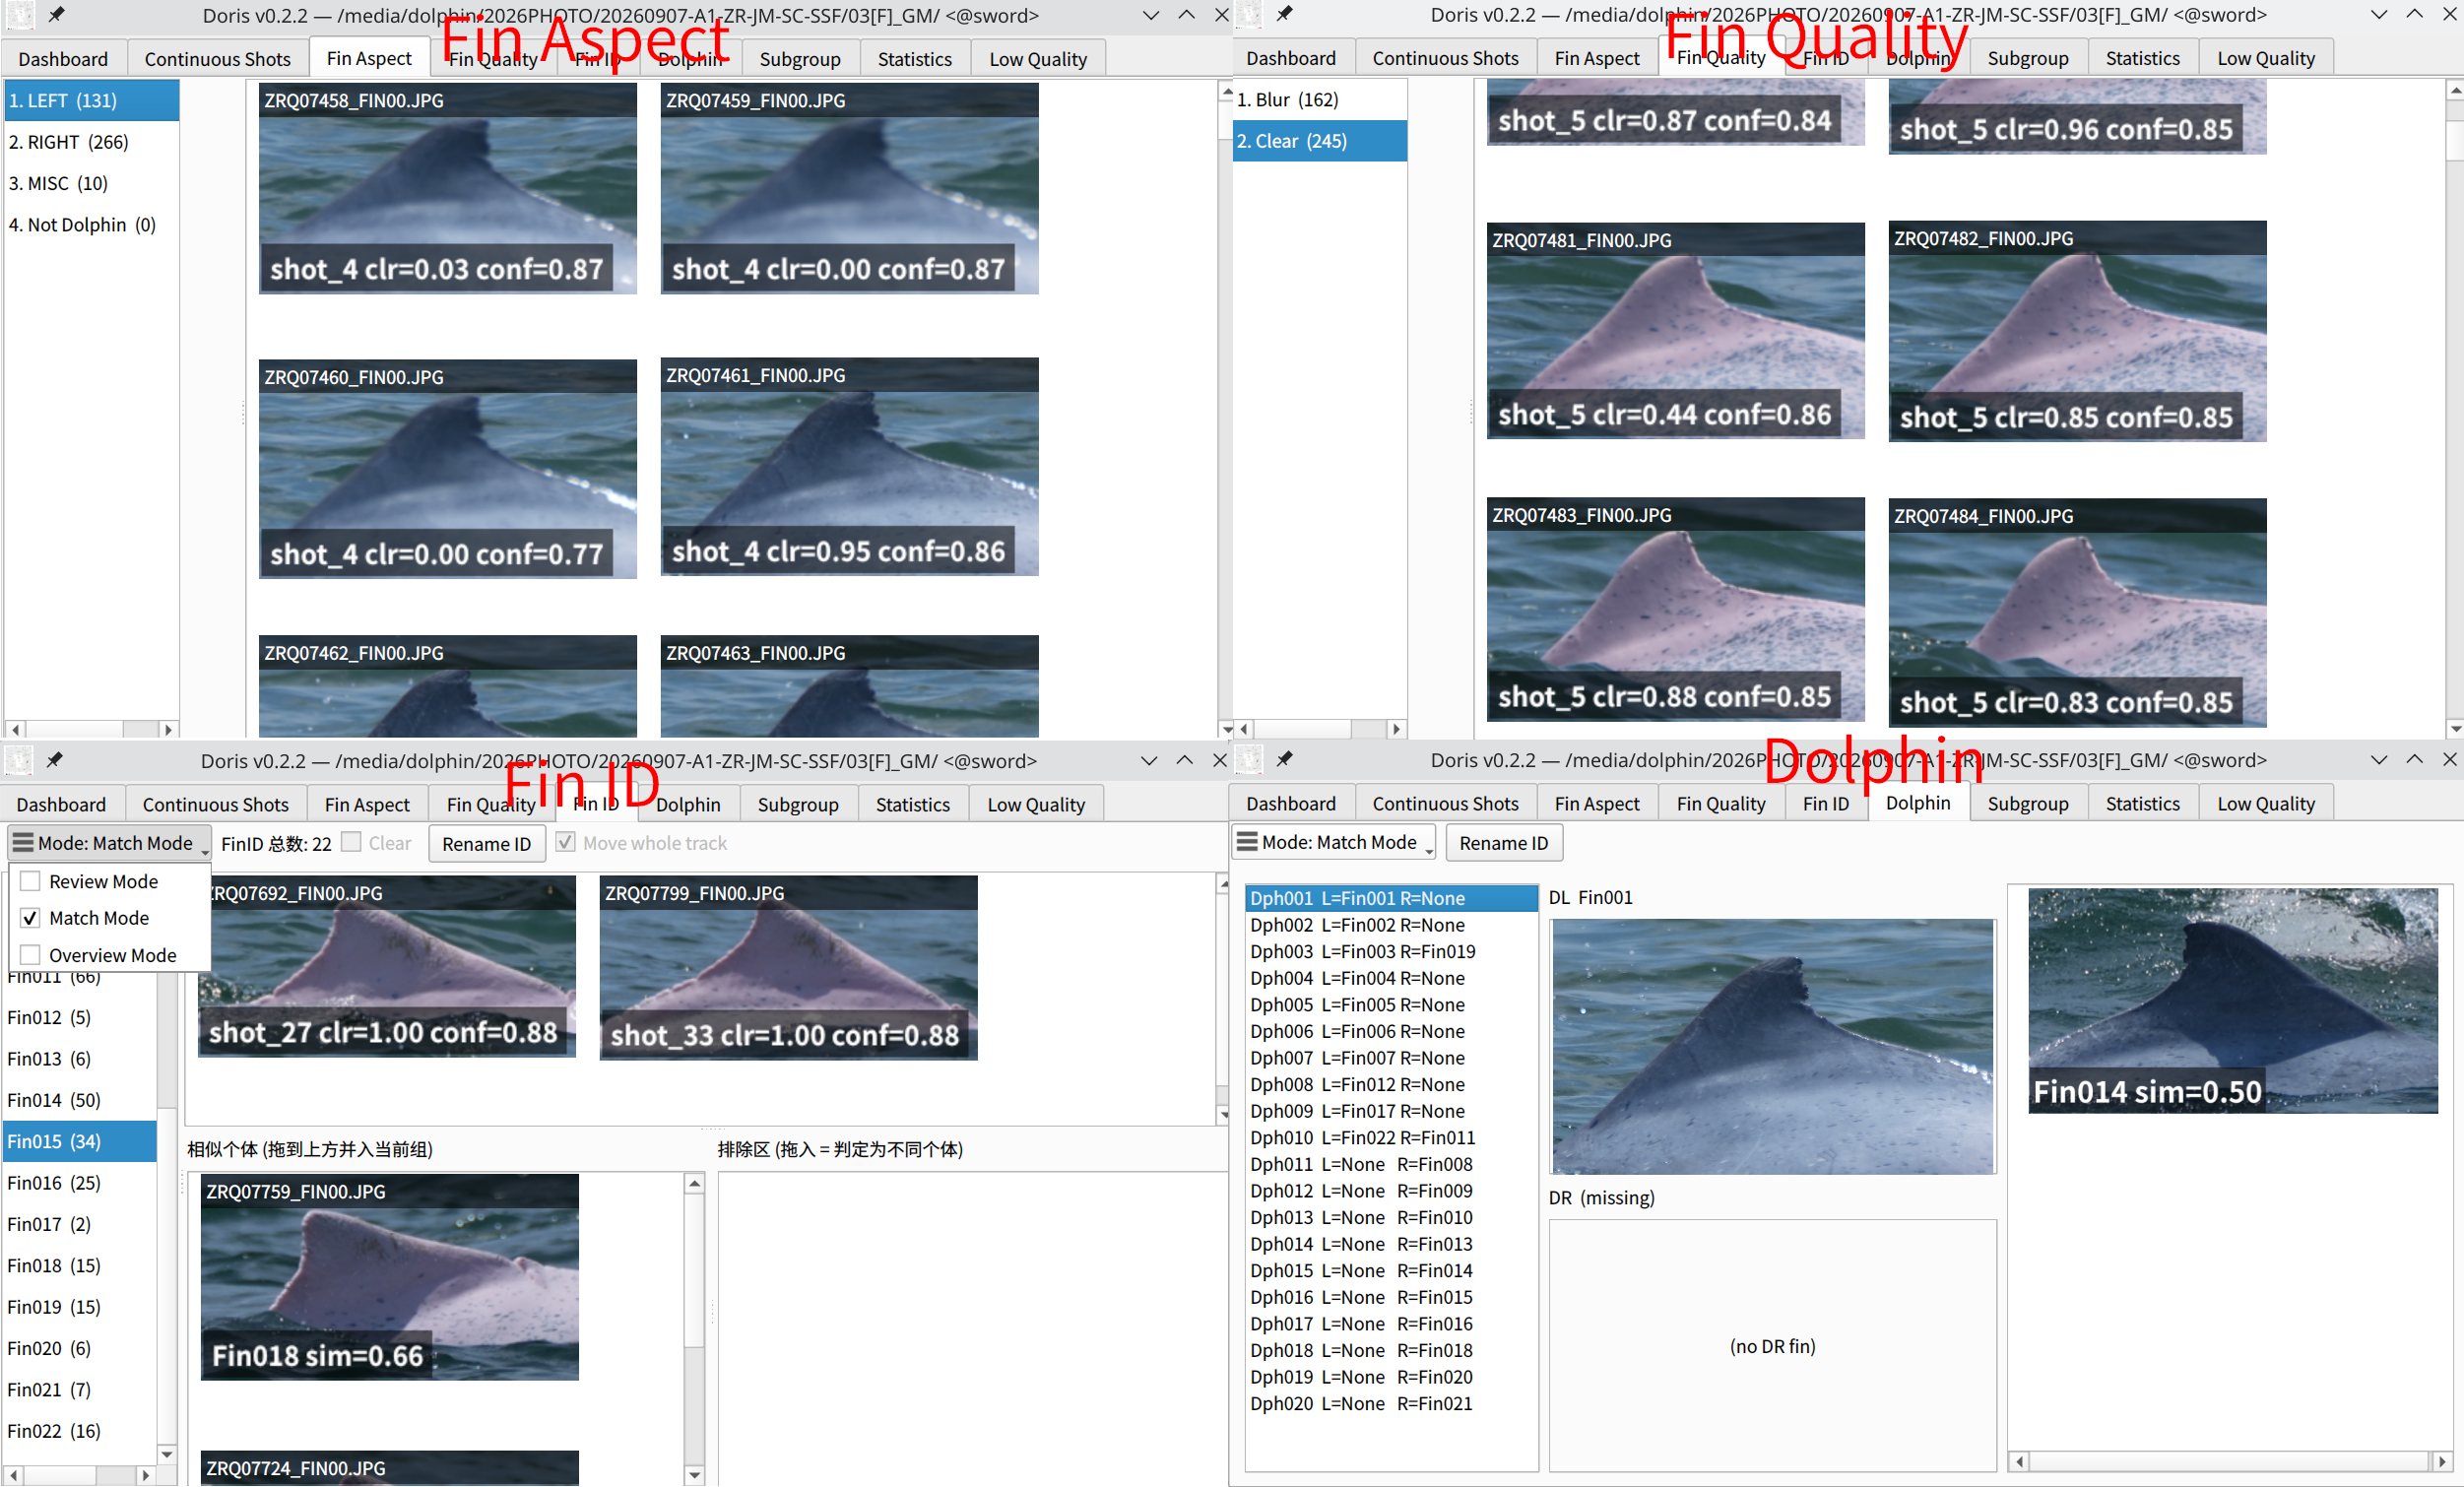 Doris v0.2.2 — /media/dolphin/2026PHOTO/20260907-A1-ZR-JM-SC-SSF/03[F]_GM/ <@sword>
Fin Aspect
Dashboard Continuous Shots Fin Aspect Fin Quality Fin ID Dolphin Subgroup Statistics Low Quality
1. LEFT (131)
2. RIGHT (266)
3. MISC (10)
4. Not Dolphin (0)
ZRQ07458_FIN00.JPG
shot_4 clr=0.03 conf=0.87
ZRQ07459_FIN00.JPG
shot_4 clr=0.00 conf=0.87
ZRQ07460_FIN00.JPG
shot_4 clr=0.00 conf=0.77
ZRQ07461_FIN00.JPG
shot_4 clr=0.95 conf=0.86
ZRQ07462_FIN00.JPG
ZRQ07463_FIN00.JPG
Doris v0.2.2 — /media/dolphin/2026PHOTO/20260907-A1-ZR-JM-SC-SSF/03[F]_GM/ <@sword>
Fin Quality
Dashboard Continuous Shots Fin Aspect Fin Quality Fin ID Dolphin Subgroup Statistics Low Quality
1. Blur (162)
2. Clear (245)
shot_5 clr=0.87 conf=0.84
shot_5 clr=0.96 conf=0.85
ZRQ07481_FIN00.JPG
shot_5 clr=0.44 conf=0.86
ZRQ07482_FIN00.JPG
shot_5 clr=0.85 conf=0.85
ZRQ07483_FIN00.JPG
shot_5 clr=0.88 conf=0.85
ZRQ07484_FIN00.JPG
shot_5 clr=0.83 conf=0.85
Doris v0.2.2 — /media/dolphin/2026PHOTO/20260907-A1-ZR-JM-SC-SSF/03[F]_GM/ <@sword>
Fin ID
Dashboard Continuous Shots Fin Aspect Fin Quality Fin ID Dolphin Subgroup Statistics Low Quality
Mode: Match Mode FinID 总数: 22 Clear Rename ID Move whole track
Review Mode
Match Mode
Overview Mode
Fin011 (66)
Fin012 (5)
Fin013 (6)
Fin014 (50)
Fin015 (34)
Fin016 (25)
Fin017 (2)
Fin018 (15)
Fin019 (15)
Fin020 (6)
Fin021 (7)
Fin022 (16)
ZRQ07692_FIN00.JPG
shot_27 clr=1.00 conf=0.88
ZRQ07799_FIN00.JPG
shot_33 clr=1.00 conf=0.88
相似个体 (拖到上方并入当前组)
排除区 (拖入 = 判定为不同个体)
ZRQ07759_FIN00.JPG
Fin018 sim=0.66
ZRQ07724_FIN00.JPG
Doris v0.2.2 — /media/dolphin/2026PHOTO/20260907-A1-ZR-JM-SC-SSF/03[F]_GM/ <@sword>
Dolphin
Dashboard Continuous Shots Fin Aspect Fin Quality Fin ID Dolphin Subgroup Statistics Low Quality
Mode: Match Mode Rename ID
Dph001 L=Fin001 R=None
Dph002 L=Fin002 R=None
Dph003 L=Fin003 R=Fin019
Dph004 L=Fin004 R=None
Dph005 L=Fin005 R=None
Dph006 L=Fin006 R=None
Dph007 L=Fin007 R=None
Dph008 L=Fin012 R=None
Dph009 L=Fin017 R=None
Dph010 L=Fin022 R=Fin011
Dph011 L=None R=Fin008
Dph012 L=None R=Fin009
Dph013 L=None R=Fin010
Dph014 L=None R=Fin013
Dph015 L=None R=Fin014
Dph016 L=None R=Fin015
Dph017 L=None R=Fin016
Dph018 L=None R=Fin018
Dph019 L=None R=Fin020
Dph020 L=None R=Fin021
DL Fin001
DR (missing)
(no DR fin)
Fin014 sim=0.50